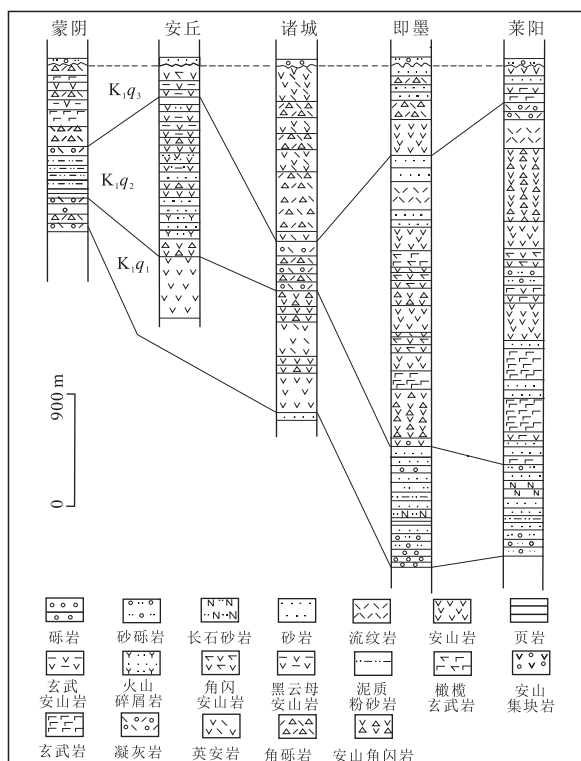 蒙阴 安丘 诸城 即墨 莱阳
K₁q₃
K₁q₂
K₁q₁
900 m
0
砾岩 砂砾岩 长石砂岩 砂岩 流纹岩 安山岩 页岩
玄武 火山 角闪 黑云母 泥质 橄榄 安山
安山岩 碎屑岩 安山岩 安山岩 粉砂岩 玄武岩 集块岩
玄武岩 凝灰岩 英安岩 角砾岩 安山角闪岩